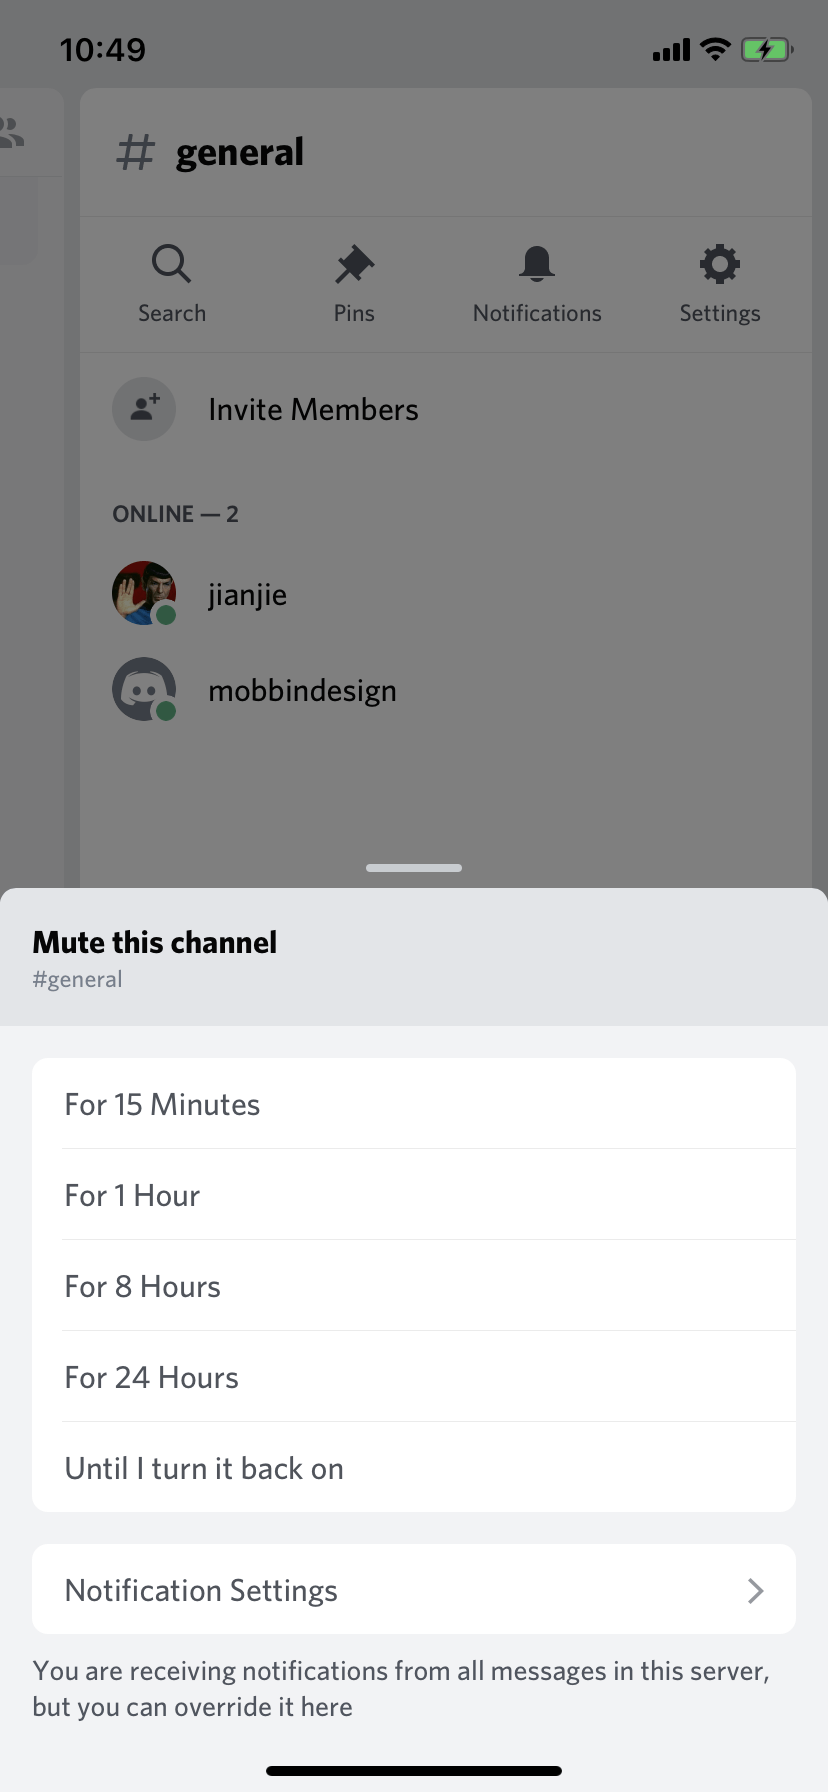 10:49
# general
Search
Pins
Notifications
Settings
Invite Members
ONLINE — 2
jianjie
mobbindesign
Mute this channel
#general
For 15 Minutes
For 1 Hour
For 8 Hours
For 24 Hours
Until I turn it back on
Notification Settings
You are receiving notifications from all messages in this server,
but you can override it here